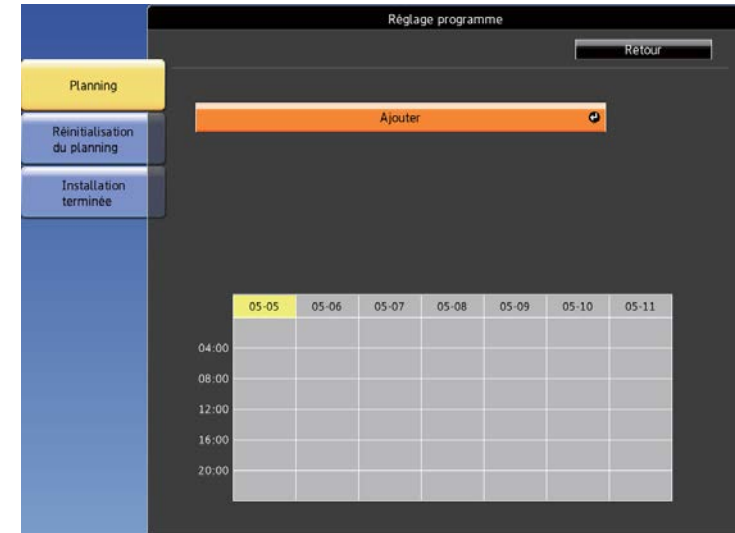 Réglage programme
Retour
Planning
Ajouter
Réinitialisation
du planning
Installation
terminée
05-05 05-06 05-07 05-08 05-09 05-10 05-11
04:00
08:00
12:00
16:00
20:00